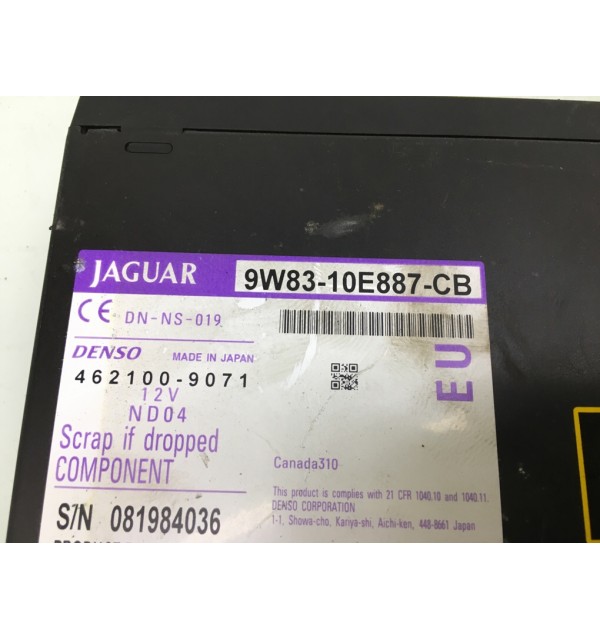 JAGUAR 9W83-10E887-CB
CE DN-NS-019
DENSO MADE IN JAPAN
462100-9071
12V
ND04
EU
Scrap if dropped
COMPONENT
Canada310
This product is complies with 21 CFR 1040.10 and 1040.11.
DENSO CORPORATION
1-1, Showa-cho, Kariya-shi, Aichi-ken, 448-8661 Japan
S/N 081984036